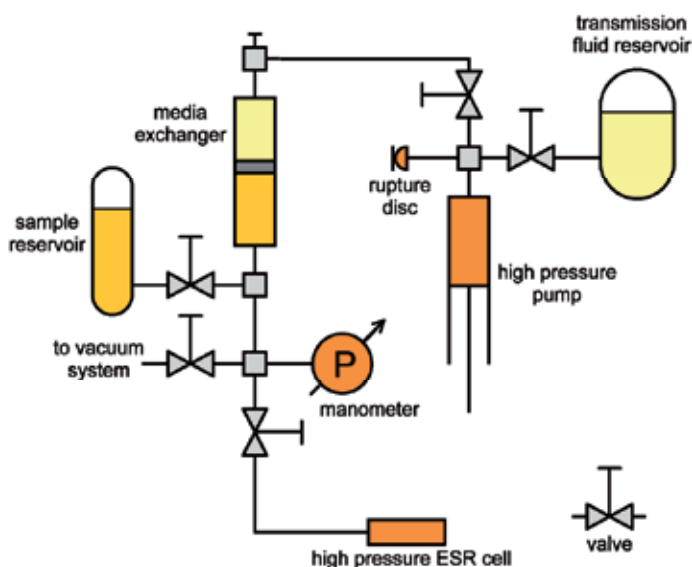 transmission
fluid reservoir
media
exchanger
rupture
disc
sample
reservoir
high pressure
pump
to vacuum
system
P
manometer
high pressure ESR cell
valve